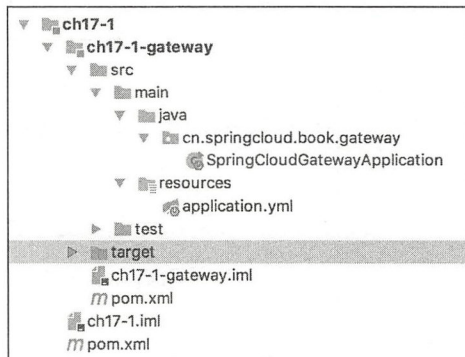 ch17-1
ch17-1-gateway
src
main
java
cn.springcloud.book.gateway
SpringCloudGatewayApplication
resources
application.yml
test
target
ch17-1-gateway.iml
pom.xml
ch17-1.iml
pom.xml